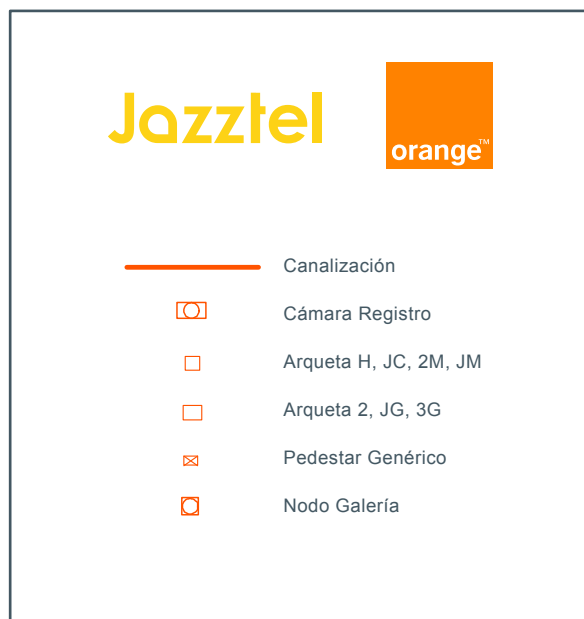 Jazztel
orange™
Canalización
Cámara Registro
Arqueta H, JC, 2M, JM
Arqueta 2, JG, 3G
Pedestar Genérico
Nodo Galería